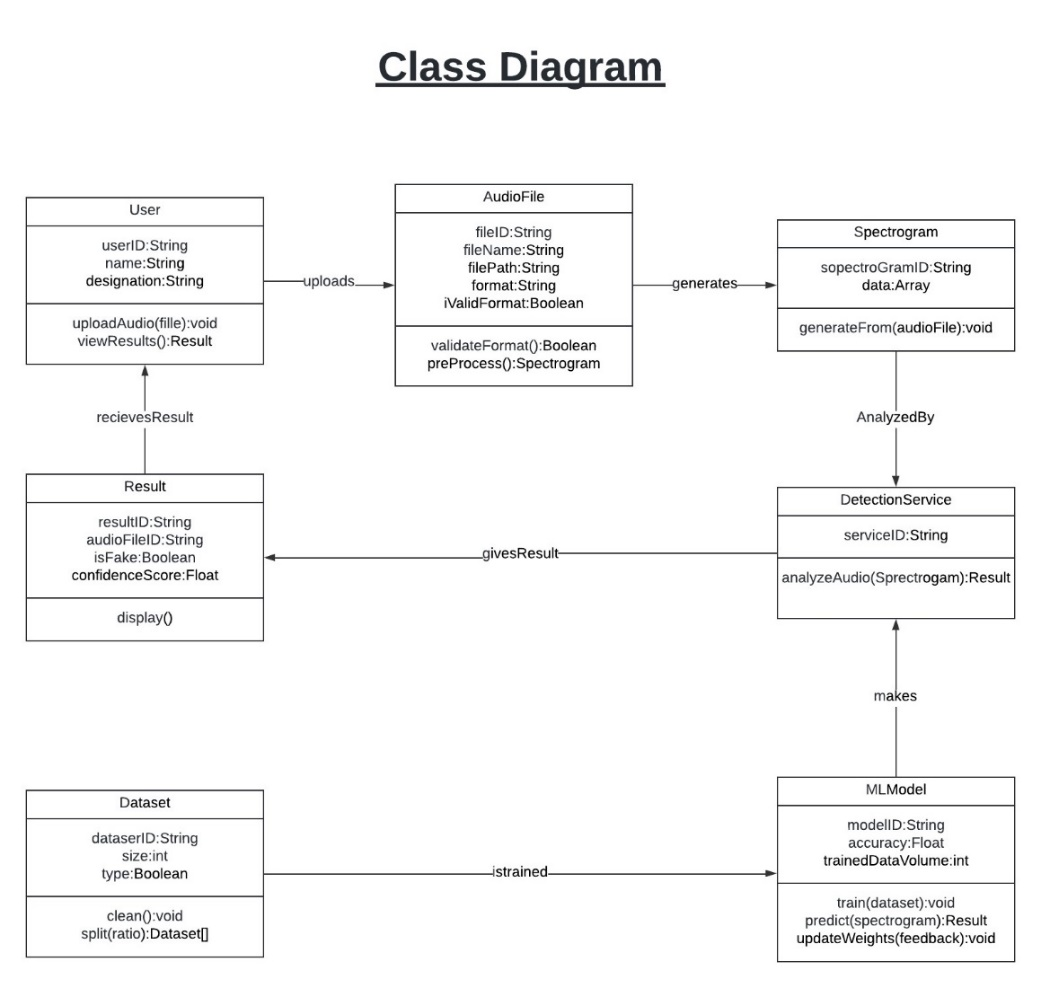 Class Diagram
User
userID:String
name:String
designation:String
uploadAudio(fille):void
viewResults():Result
uploads
AudioFile
fileID:String
fileName:String
filePath:String
format:String
iValidFormat:Boolean
validateFormat():Boolean
preProcess():Spectrogram
generates
Spectrogram
sopectroGramID:String
data:Array
generateFrom(audioFile):void
recievesResult
AnalyzedBy
Result
resultID:String
audioFileID:String
isFake:Boolean
confidenceScore:Float
display()
givesResult
DetectionService
serviceID:String
analyzeAudio(Sprectrogam):Result
makes
Dataset
dataserID:String
size:int
type:Boolean
clean():void
split(ratio):Dataset[]
istrained
MLModel
modelID:String
accuracy:Float
trainedDataVolume:int
train(dataset):void
predict(spectrogram):Result
updateWeights(feedback):void